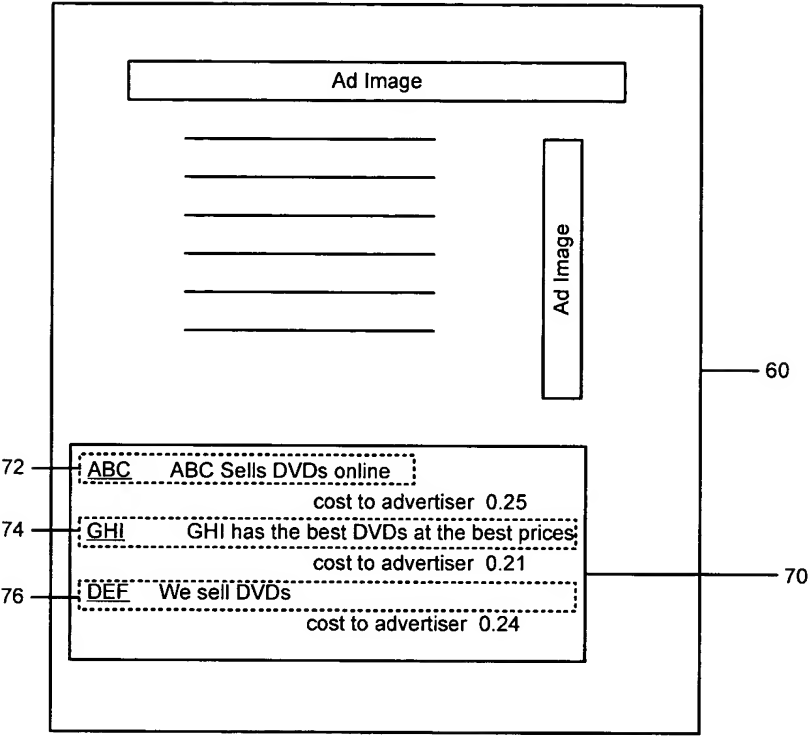 Ad Image
Ad Image
60
72 ABC ABC Sells DVDs online
cost to advertiser 0.25
74 GHI GHI has the best DVDs at the best prices
cost to advertiser 0.21
70
76 DEF We sell DVDs
cost to advertiser 0.24